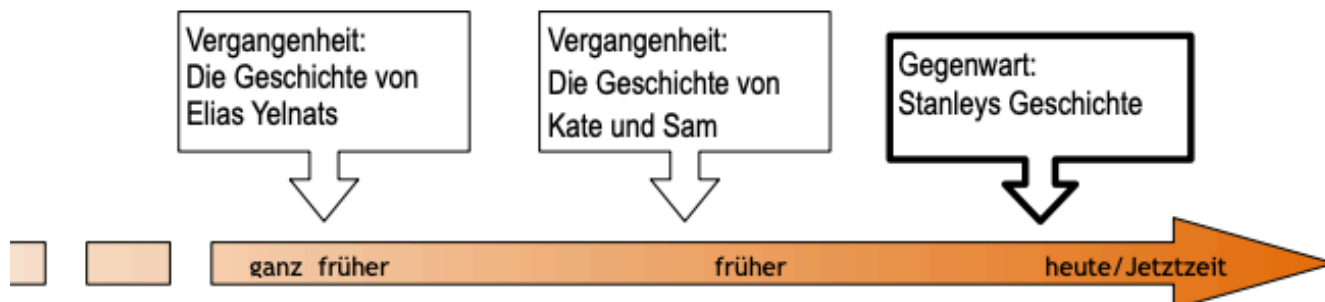 Vergangenheit:
Die Geschichte von
Elias Yelnats
Vergangenheit:
Die Geschichte von
Kate und Sam
Gegenwart:
Stanleys Geschichte
ganz früher
früher
heute/Jetztzeit